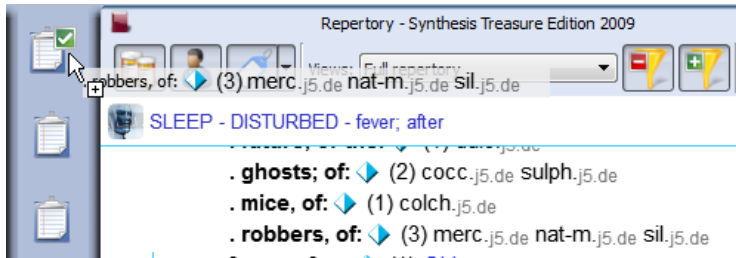 Repertory - Synthesis Treasure Edition 2009
Views: Full repertory
robbers, of: (3) merc.j5.de nat-m.j5.de sil.j5.de
SLEEP - DISTURBED - fever; after
. ghosts; of: (2) cocc.j5.de sulph.j5.de
. mice, of: (1) colch.j5.de
. robbers, of: (3) merc.j5.de nat-m.j5.de sil.j5.de